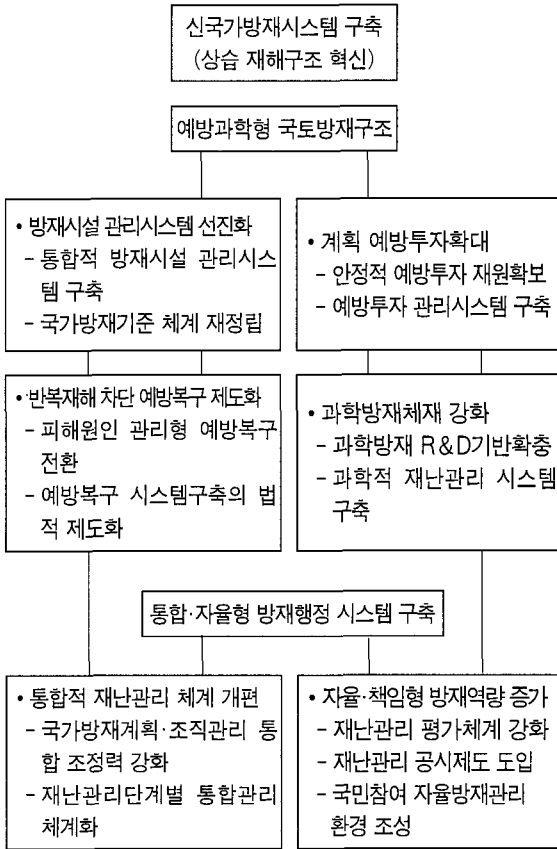 신국가방재시스템 구축
(상습 재해구조 혁신)
예방과학형 국토방재구조
• 방재시설 관리시스템 선진화
- 통합적 방재시설 관리시스
템 구축
- 국가방재기준 체계 재정립
• 계획 예방투자확대
- 안정적 예방투자 재원확보
- 예방투자 관리시스템 구축
• 반복재해 차단 예방복구 제도화
- 피해원인 관리형 예방복구
전환
- 예방복구 시스템구축의 법
적 제도화
• 과학방재체재 강화
- 과학방재 R&D기반확충
- 과학적 재난관리 시스템
구축
통합·자율형 방재행정 시스템 구축
• 통합적 재난관리 체계 개편
- 국가방재계획·조직관리 통
합 조정력 강화
- 재난관리단계별 통합관리
체계화
• 자율·책임형 방재역량 증가
- 재난관리 평가체계 강화
- 재난관리 공시제도 도입
- 국민참여 자율방재관리
환경 조성